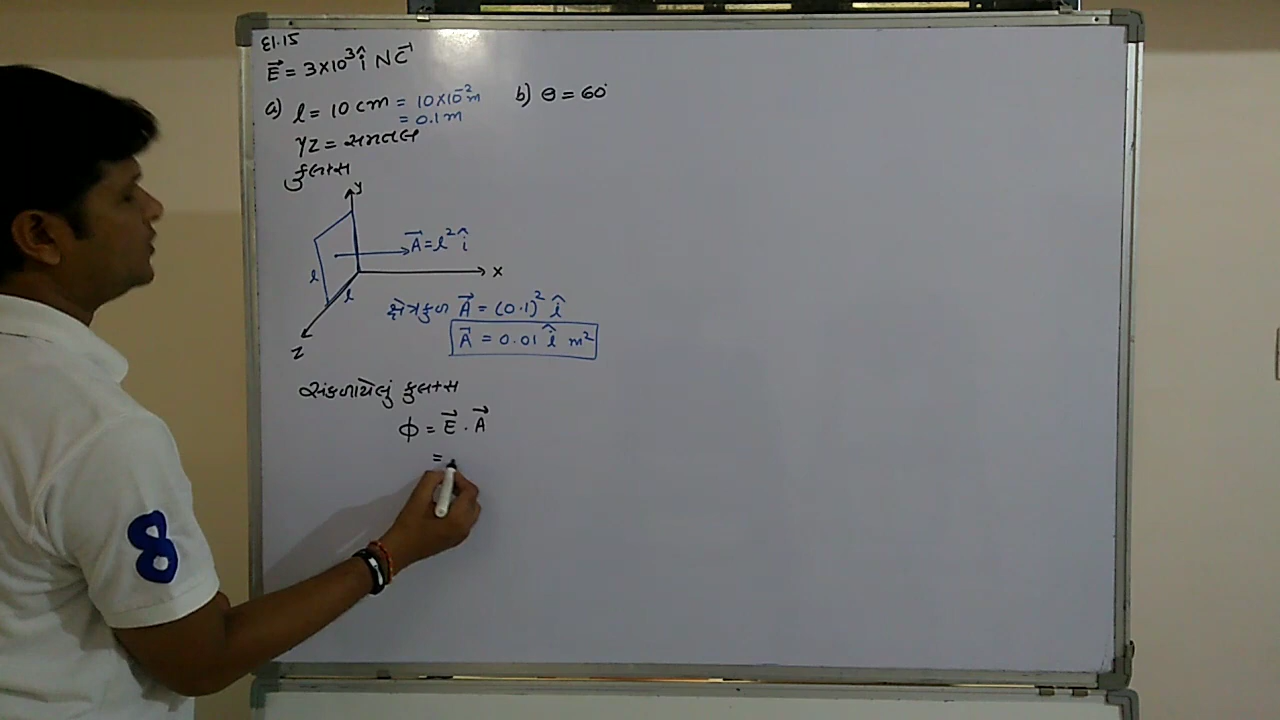 દા.15
E⃗ = 3×10³ î N C⁻¹
a) l = 10 cm = 10×10⁻² m
= 0.1 m
b) θ = 60°
YZ = સમતલ
ફ્લક્સ
y
A⃗ = l² î
x
l
l
z
ક્ષેત્રફળ A⃗ = (0.1)² î
A⃗ = 0.01 î m²
સંકળાયેલું ફ્લક્સ
ϕ = E⃗ . A⃗
=
8